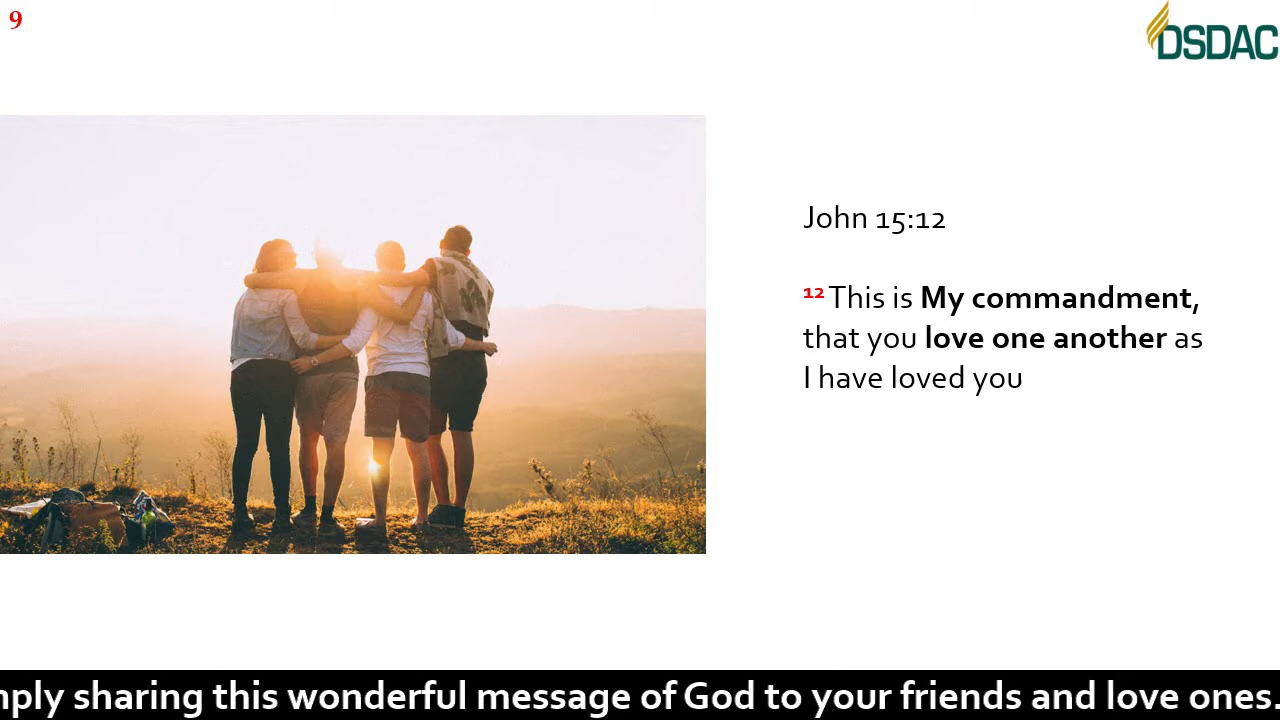 9
DSDAC
John 15:12
12 This is My commandment,
that you love one another as
I have loved you
sharing this wonderful message of God to your friends and love ones.